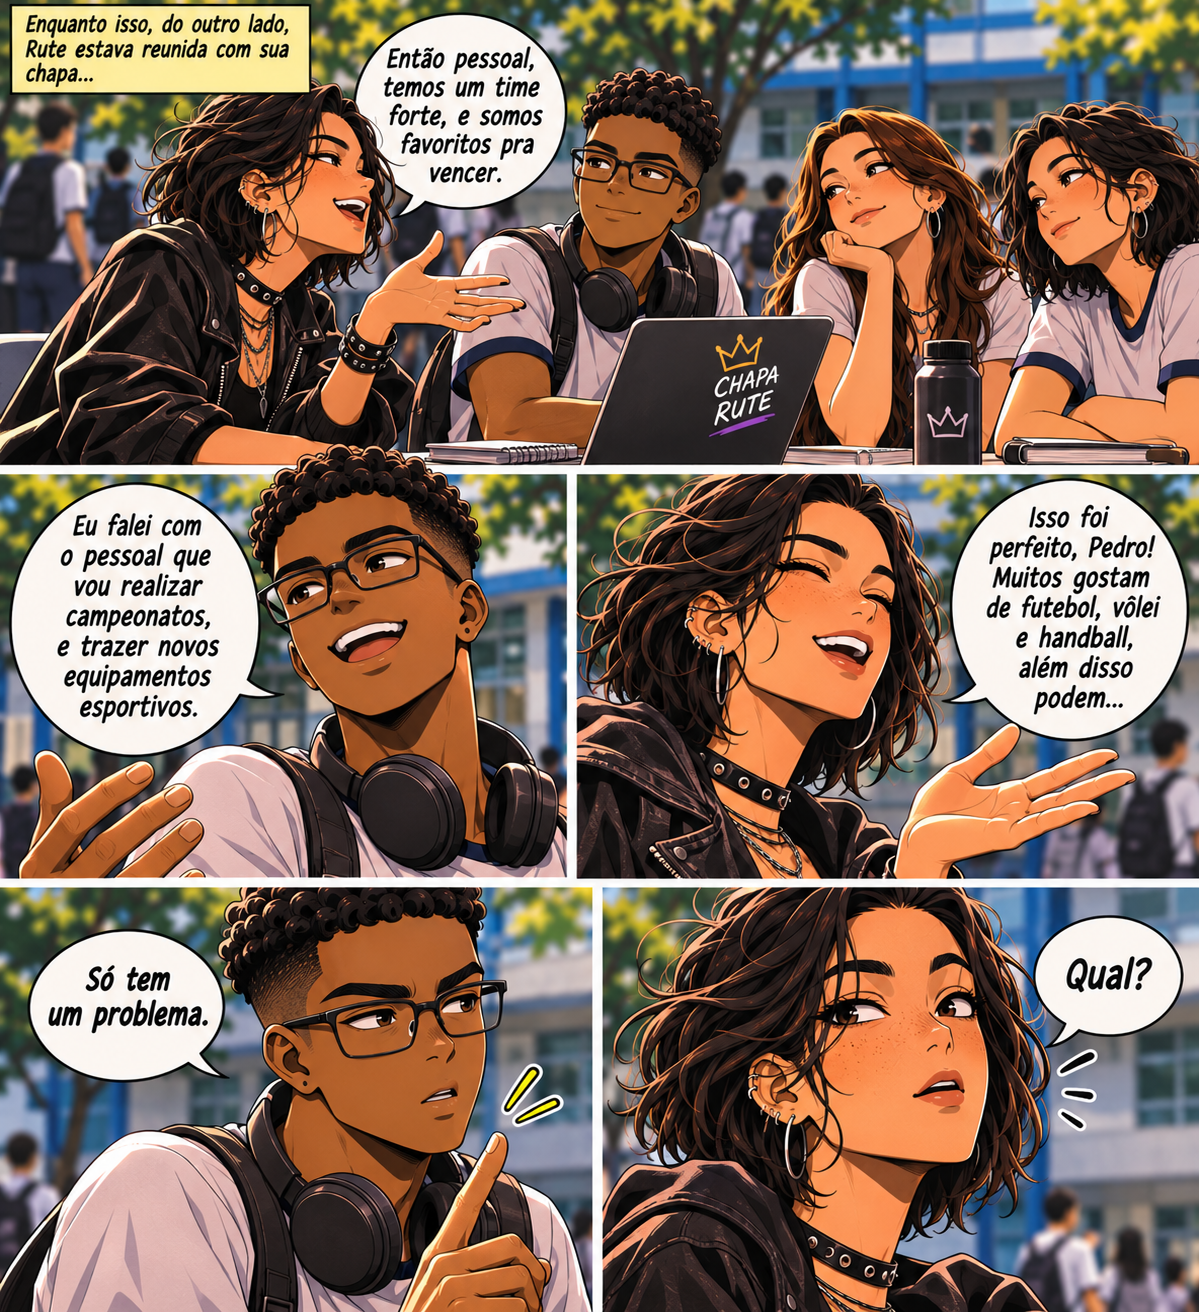 Enquanto isso, do outro lado,
Rute estava reunida com sua
chapa...
Então pessoal,
temos um time
forte, e somos
favoritos pra
vencer.
CHAPA
RUTE
Eu falei com
o pessoal que
vou realizar
campeonatos,
e trazer novos
equipamentos
esportivos.
Isso foi
perfeito, Pedro!
Muitos gostam
de futebol, vôlei
e handball,
além disso
podem...
Só tem
um problema.
Qual?